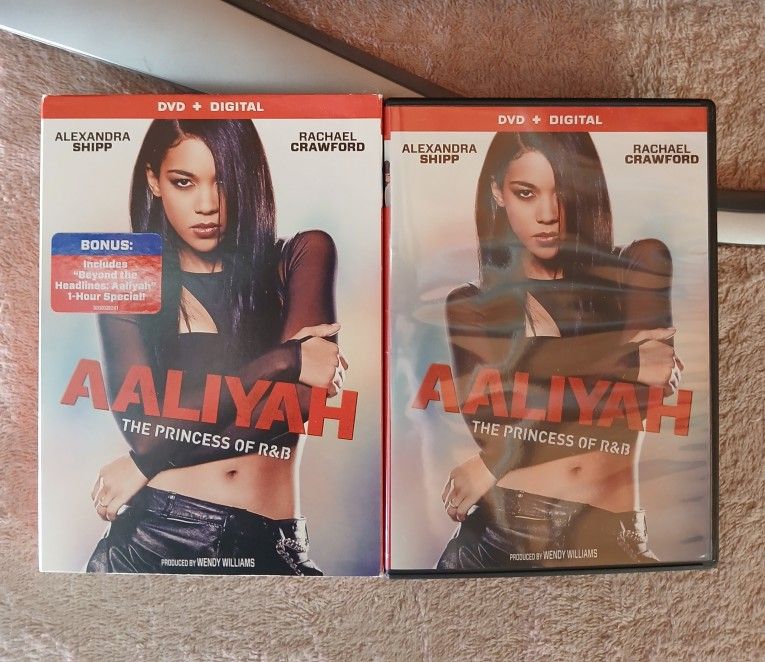 DVD + DIGITAL
ALEXANDRA
SHIPP
RACHAEL
CRAWFORD
BONUS:
Includes
"Beyond the
Headlines: Aaliyah"
1-Hour Special!
AALIYAH
THE PRINCESS OF R&B
PRODUCED BY WENDY WILLIAMS
DVD + DIGITAL
ALEXANDRA
SHIPP
RACHAEL
CRAWFORD
AALIYAH
THE PRINCESS OF R&B
PRODUCED BY WENDY WILLIAMS